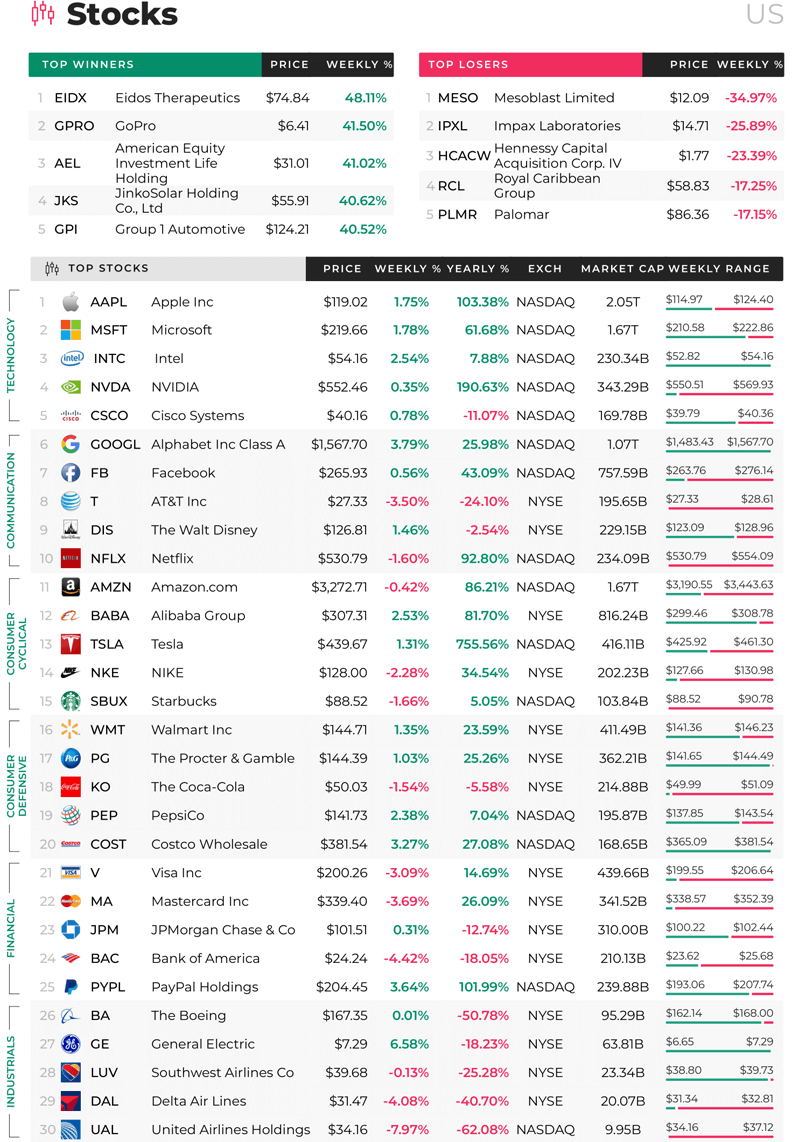 Stocks US
TOP WINNERS PRICE WEEKLY %
1 EIDX Eidos Therapeutics $74.84 48.11%
2 GPRO GoPro $6.41 41.50%
3 AEL American Equity Investment Life Holding $31.01 41.02%
4 JKS JinkoSolar Holding Co., Ltd $55.91 40.62%
5 GPI Group 1 Automotive $124.21 40.52%
TOP LOSERS PRICE WEEKLY %
1 MESO Mesoblast Limited $12.09 -34.97%
2 IPXL Impax Laboratories $14.71 -25.89%
3 HCACW Hennessy Capital Acquisition Corp. IV $1.77 -23.39%
4 RCL Royal Caribbean Group $58.83 -17.25%
5 PLMR Palomar $86.36 -17.15%
TOP STOCKS PRICE WEEKLY % YEARLY % EXCH MARKET CAP WEEKLY RANGE
TECHNOLOGY
1 AAPL Apple Inc $119.02 1.75% 103.38% NASDAQ 2.05T $114.97 $124.40
2 MSFT Microsoft $219.66 1.78% 61.68% NASDAQ 1.67T $210.58 $222.86
3 intel INTC Intel $54.16 2.54% 7.88% NASDAQ 230.34B $52.82 $54.16
4 NVDA NVIDIA $552.46 0.35% 190.63% NASDAQ 343.29B $550.51 $569.93
5 CISCO CSCO Cisco Systems $40.16 0.78% -11.07% NASDAQ 169.78B $39.79 $40.36
COMMUNICATION
6 GOOGL Alphabet Inc Class A $1,567.70 3.79% 25.98% NASDAQ 1.07T $1,483.43 $1,567.70
7 FB Facebook $265.93 0.56% 43.09% NASDAQ 757.59B $263.76 $276.14
8 T AT&T Inc $27.33 -3.50% -24.10% NYSE 195.65B $27.33 $28.61
9 DIS The Walt Disney $126.81 1.46% -2.54% NYSE 229.15B $123.09 $128.96
10 NETFLIX NFLX Netflix $530.79 -1.60% 92.80% NASDAQ 234.09B $530.79 $554.09
CONSUMER CYCLICAL
11 a AMZN Amazon.com $3,272.71 -0.42% 86.21% NASDAQ 1.67T $3,190.55 $3,443.63
12 BABA Alibaba Group $307.31 2.53% 81.70% NYSE 816.24B $299.46 $308.78
13 TSLA Tesla $439.67 1.31% 755.56% NASDAQ 416.11B $425.92 $461.30
14 NIKE NKE NIKE $128.00 -2.28% 34.54% NYSE 202.23B $127.66 $130.98
15 SBUX Starbucks $88.52 -1.66% 5.05% NASDAQ 103.84B $88.52 $90.78
CONSUMER DEFENSIVE
16 WMT Walmart Inc $144.71 1.35% 23.59% NYSE 411.49B $141.36 $146.23
17 P&G PG The Procter & Gamble $144.39 1.03% 25.26% NYSE 362.21B $141.65 $144.49
18 Coca-Cola KO The Coca-Cola $50.03 -1.54% -5.58% NYSE 214.88B $49.99 $51.09
19 PEP PepsiCo $141.73 2.38% 7.04% NASDAQ 195.87B $137.85 $143.54
20 COSTCO COST Costco Wholesale $381.54 3.27% 27.08% NASDAQ 168.65B $365.09 $381.54
FINANCIAL
21 VISA V Visa Inc $200.26 -3.09% 14.69% NYSE 439.66B $199.55 $206.64
22 MasterCard MA Mastercard Inc $339.40 -3.69% 26.09% NYSE 341.52B $338.57 $352.39
23 JPM JPMorgan Chase & Co $101.51 0.31% -12.74% NYSE 310.00B $100.22 $102.44
24 BAC Bank of America $24.24 -4.42% -18.05% NYSE 210.13B $23.62 $25.68
25 PYPL PayPal Holdings $204.45 3.64% 101.99% NASDAQ 239.88B $193.06 $207.74
INDUSTRIALS
26 BA The Boeing $167.35 0.01% -50.78% NYSE 95.29B $162.14 $168.00
27 GE General Electric $7.29 6.58% -18.23% NYSE 63.81B $6.65 $7.29
28 LUV Southwest Airlines Co $39.68 -0.13% -25.28% NYSE 23.34B $38.80 $39.73
29 DAL Delta Air Lines $31.47 -4.08% -40.70% NYSE 20.07B $31.34 $32.81
30 UAL United Airlines Holdings $34.16 -7.97% -62.08% NASDAQ 9.95B $34.16 $37.12